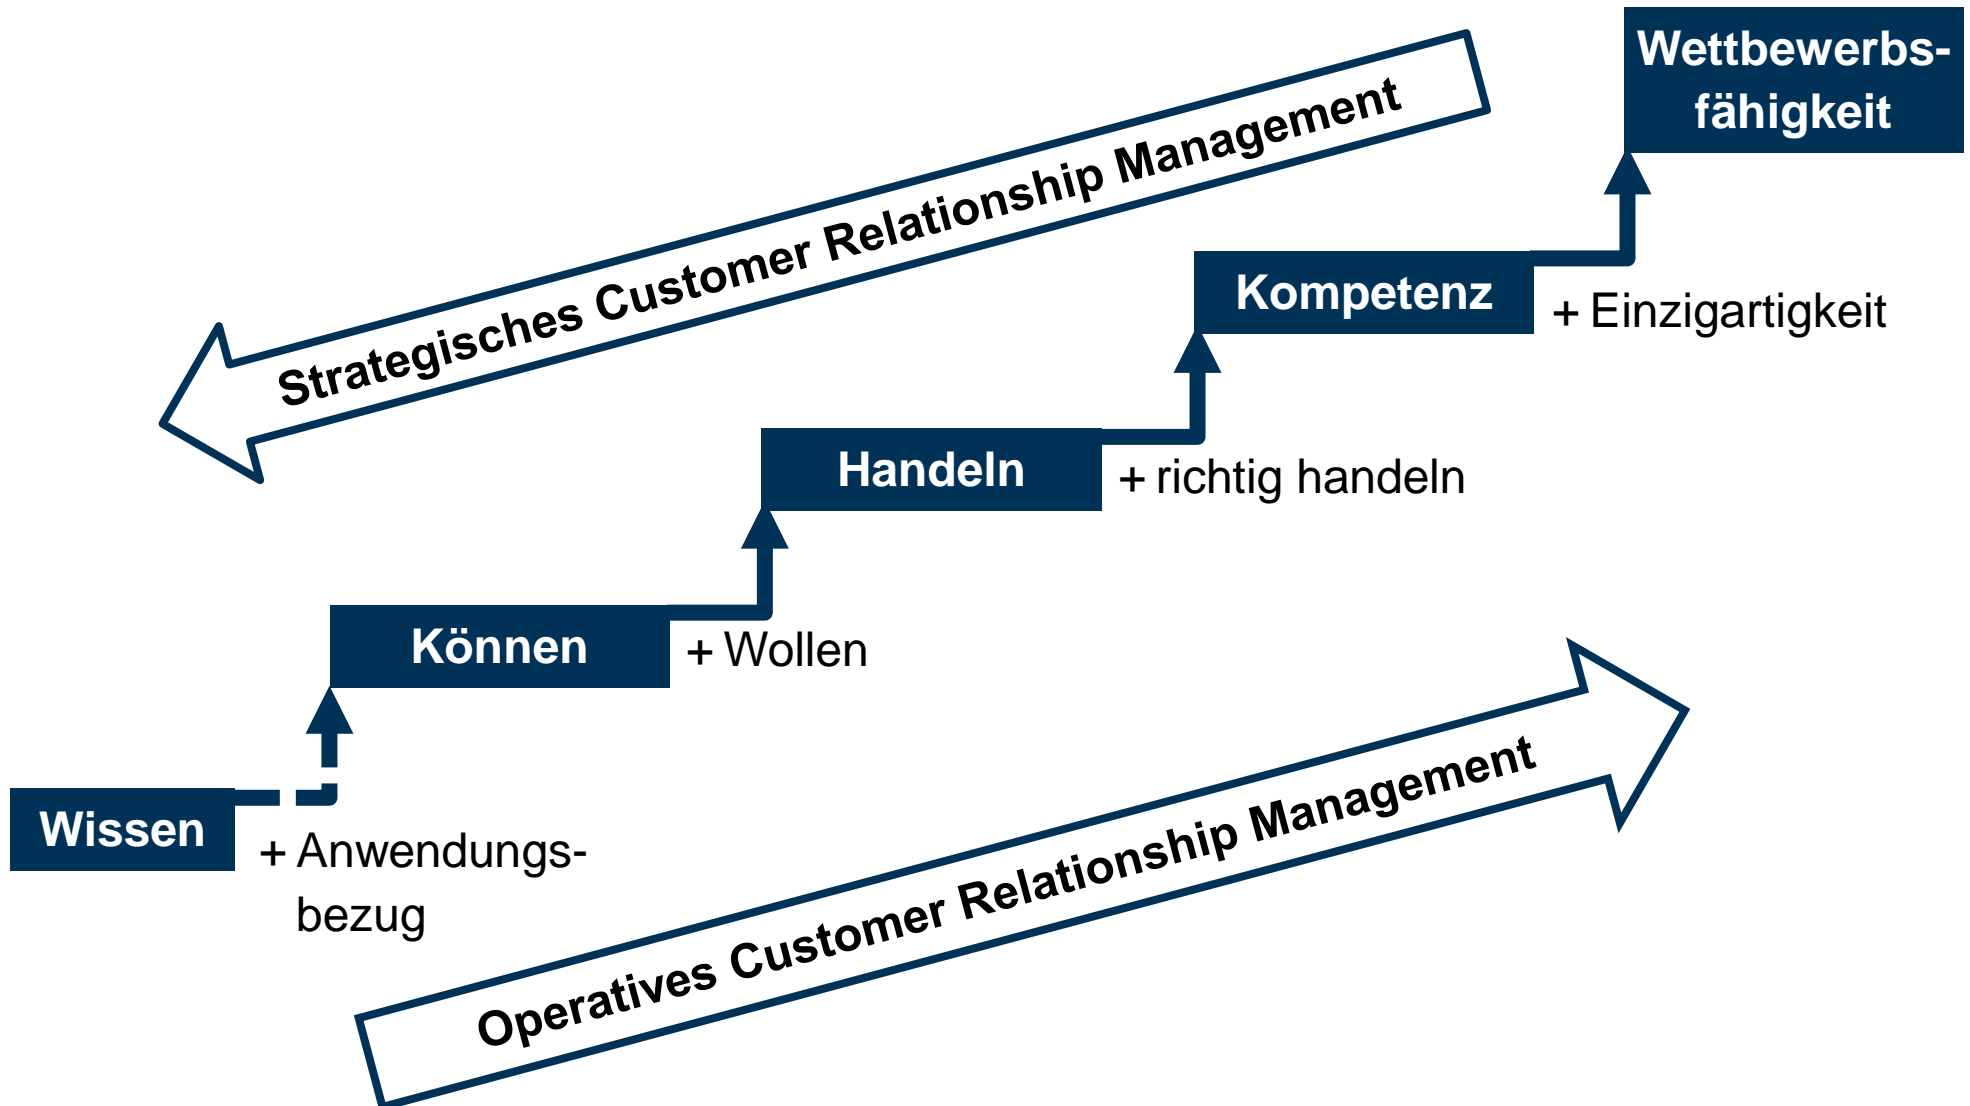 Wettbewerbs-
fähigkeit
Strategisches Customer Relationship Management
Kompetenz
+ Einzigartigkeit
Handeln
+ richtig handeln
Können
+ Wollen
Wissen
+ Anwendungs-
bezug
Operatives Customer Relationship Management